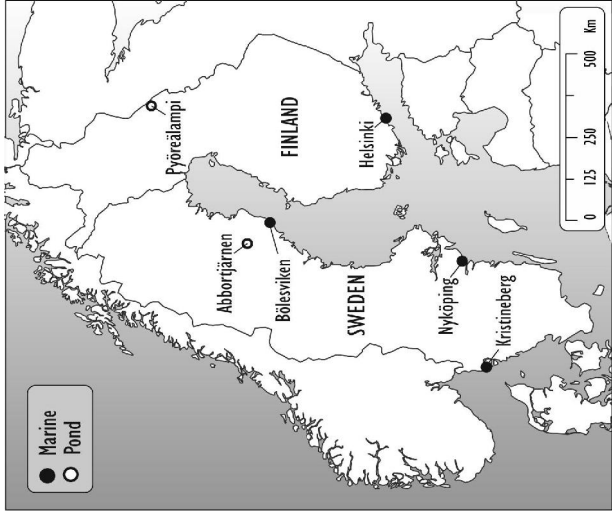 Marine
Pond
Pyöreälampi
FINLAND
Helsinki
Abbortjärnen
Bölesviken
SWEDEN
Nyköping
Kristineberg
0 125 250 500 Km